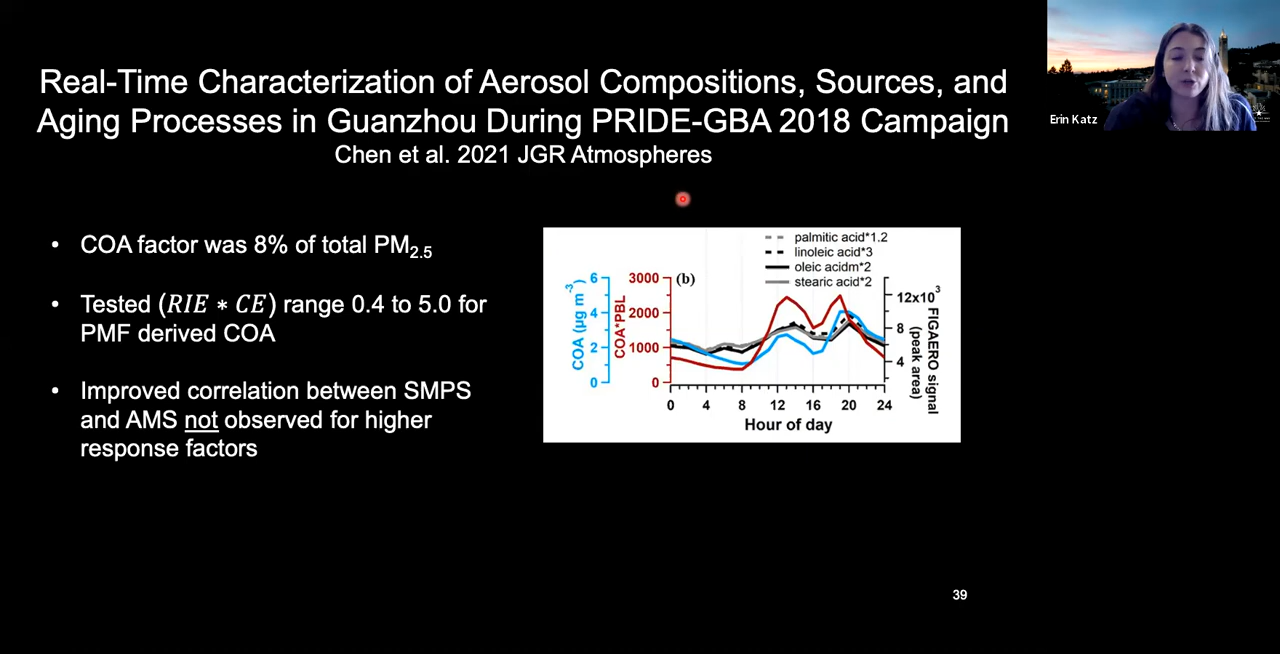 Real-Time Characterization of Aerosol Compositions, Sources, and
Aging Processes in Guanzhou During PRIDE-GBA 2018 Campaign
Chen et al. 2021 JGR Atmospheres
Erin Katz
• COA factor was 8% of total PM2.5
• Tested (RIE * CE) range 0.4 to 5.0 for
PMF derived COA
• Improved correlation between SMPS
and AMS not observed for higher
response factors
palmitic acid*1.2
linoleic acid*3
oleic acidm*2
stearic acid*2
(b)
COA (µg m-3)
6
4
2
0
COA*PBL
3000
2000
1000
0
12x103
8
4
FIGAERO signal
(peak area)
0 4 8 12 16 20 24
Hour of day
39